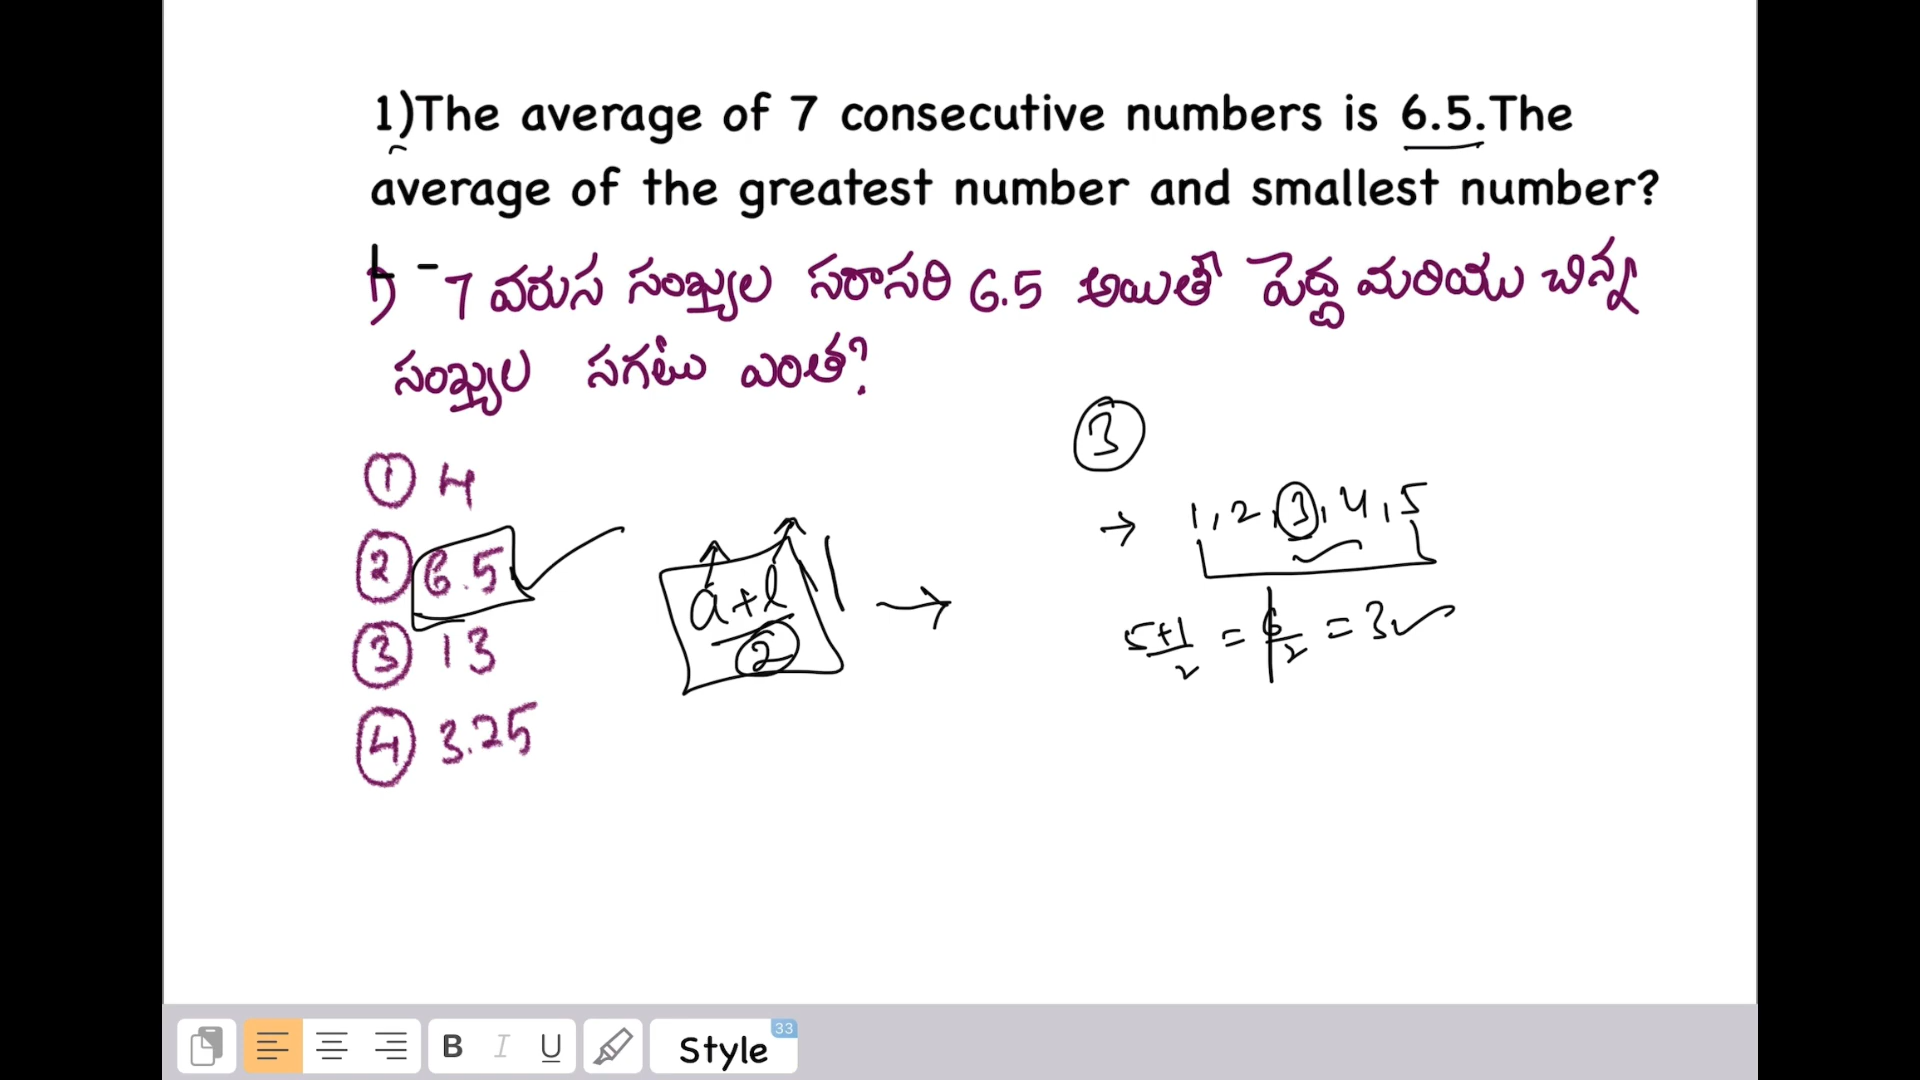 1)The average of 7 consecutive numbers is 6.5.The
average of the greatest number and smallest number?
1) 7 వరుస సంఖ్యల సరాసరి 6.5 అయితే పెద్ద మరియు చిన్న
సంఖ్యల సగటు ఎంత?
3
① 4
② 6.5
③ 13
④ 3.25
a+l
2
→ 1, 2, 3, 4, 5
5+1/2 = 6/2 = 3
B I U Style 33